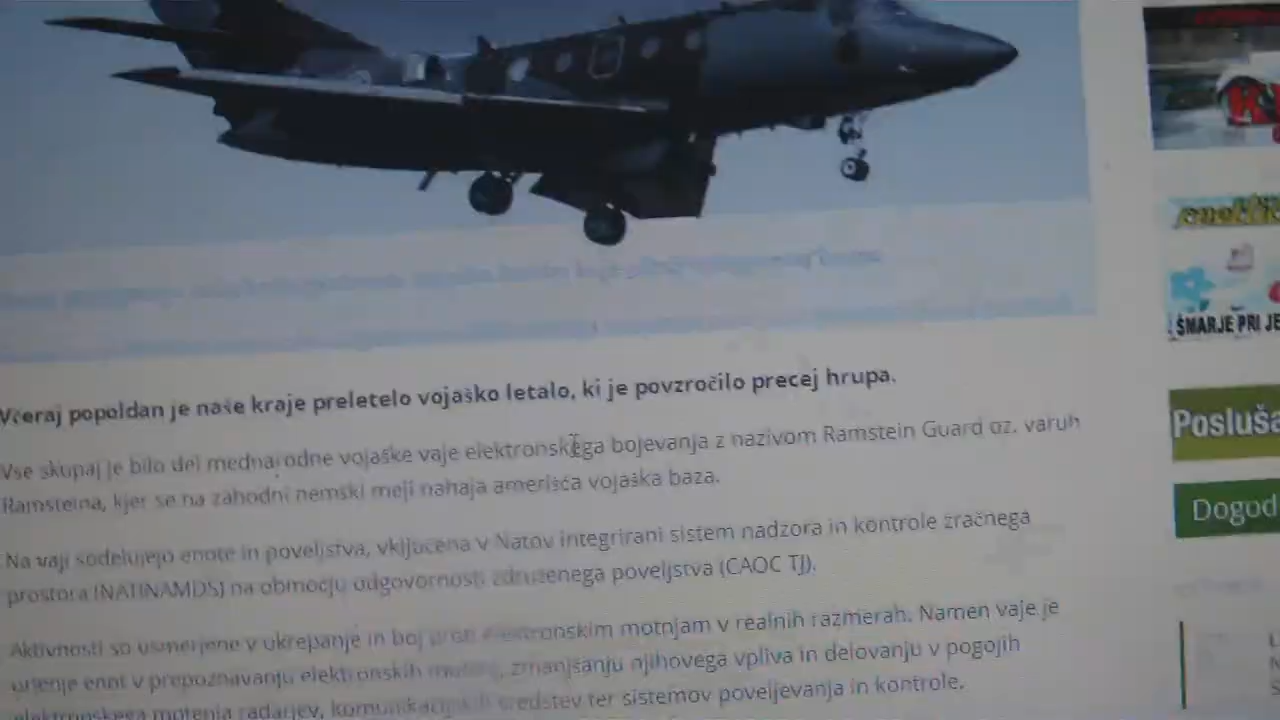 Včeraj popoldan je naše kraje preletelo vojaško letalo, ki je povzročilo precej hrupa.
Vse skupaj je bilo del mednarodne vojaške vaje elektronskega bojevanja z nazivom Ramstein Guard oz. varuh
Ramsteina, kjer se na zahodni nemški meji nahaja ameriśća vojaška baza.
Na vaji sodelujejo enote in poveljstva, vključena v Natov integrirani sistem nadzora in kontrole zračnega
prostora (NATINAMDS) na območju odgovornosti združenega poveljstva (CAOC TJ).
Aktivnosti so usmerjene v ukrepanje in boj proti elektronskim motnjam v realnih razmerah. Namen vaje je
urjenje enot v prepoznavanju elektronskih motenj, zmanjšanju njihovega vpliva in delovanju v pogojih
elektronskega motenja radarjev, komunikacijskih sredstev ter sistemov poveljevanja in kontrole.
ŠMARJE PRI JE
Posluša
Dogod